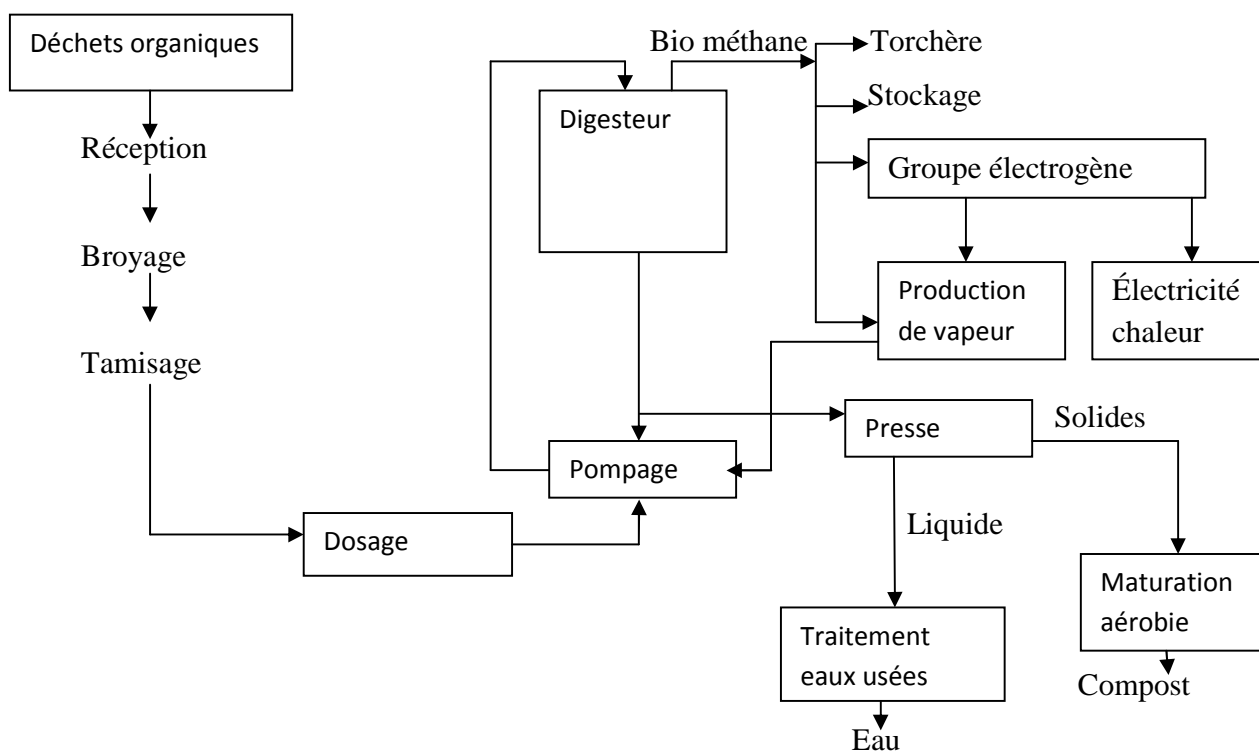 Déchets organiques
Réception
Broyage
Tamisage
Dosage
Bio méthane
Digesteur
Pompage
Torchère
Stockage
Groupe électrogène
Production
de vapeur
Électricité
chaleur
Presse
Solides
Liquide
Traitement
eaux usées
Eau
Maturation
aérobie
Compost